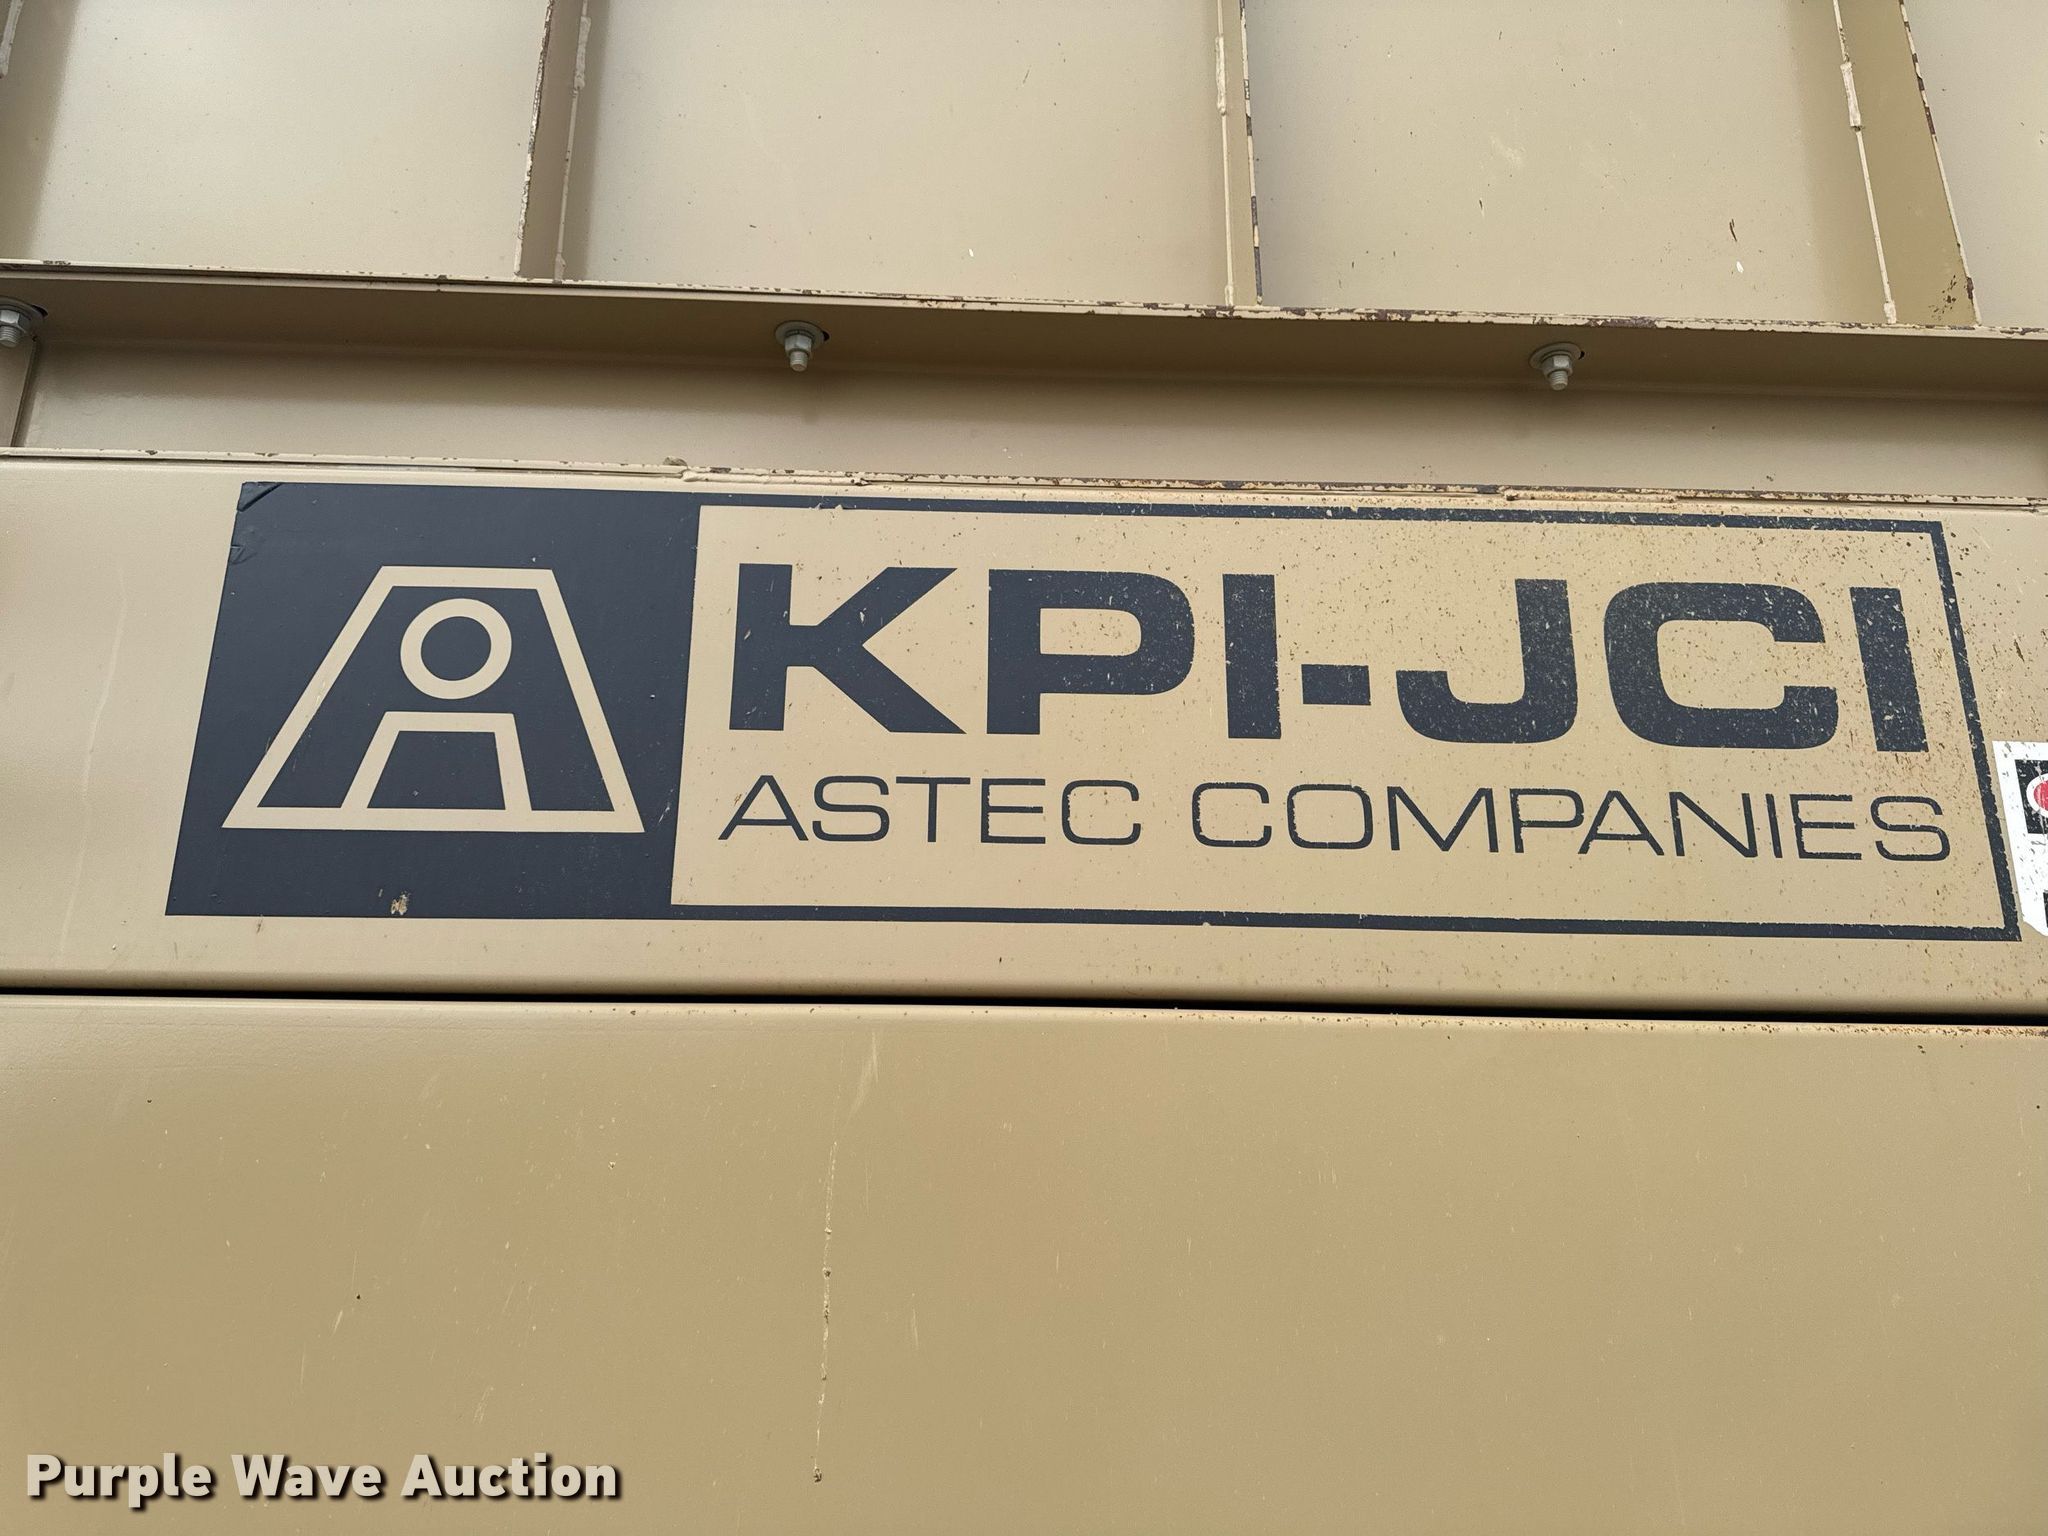 KPI-JCI
ASTEC COMPANIES
Purple Wave Auction